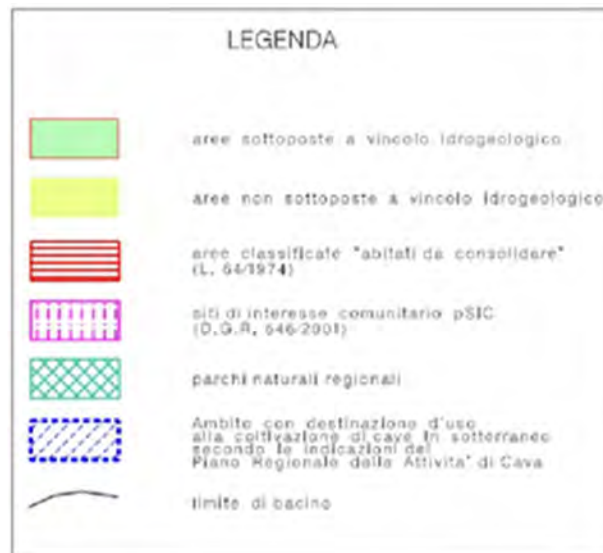 LEGENDA
aree sottoposte a vincolo idrogeologico
aree non sottoposte a vincolo idrogeologico
aree classificate "abitati da consolidare"
(L. 64/1974)
siti di interesse comunitario pSIC
(D.G.R. 646/2001)
parchi naturali regionali
Ambito con destinazione d'uso
alla coltivazione di cave in sotterraneo
secondo le indicazioni del
Piano Regionale delle Attivita' di Cava
limite di bacino